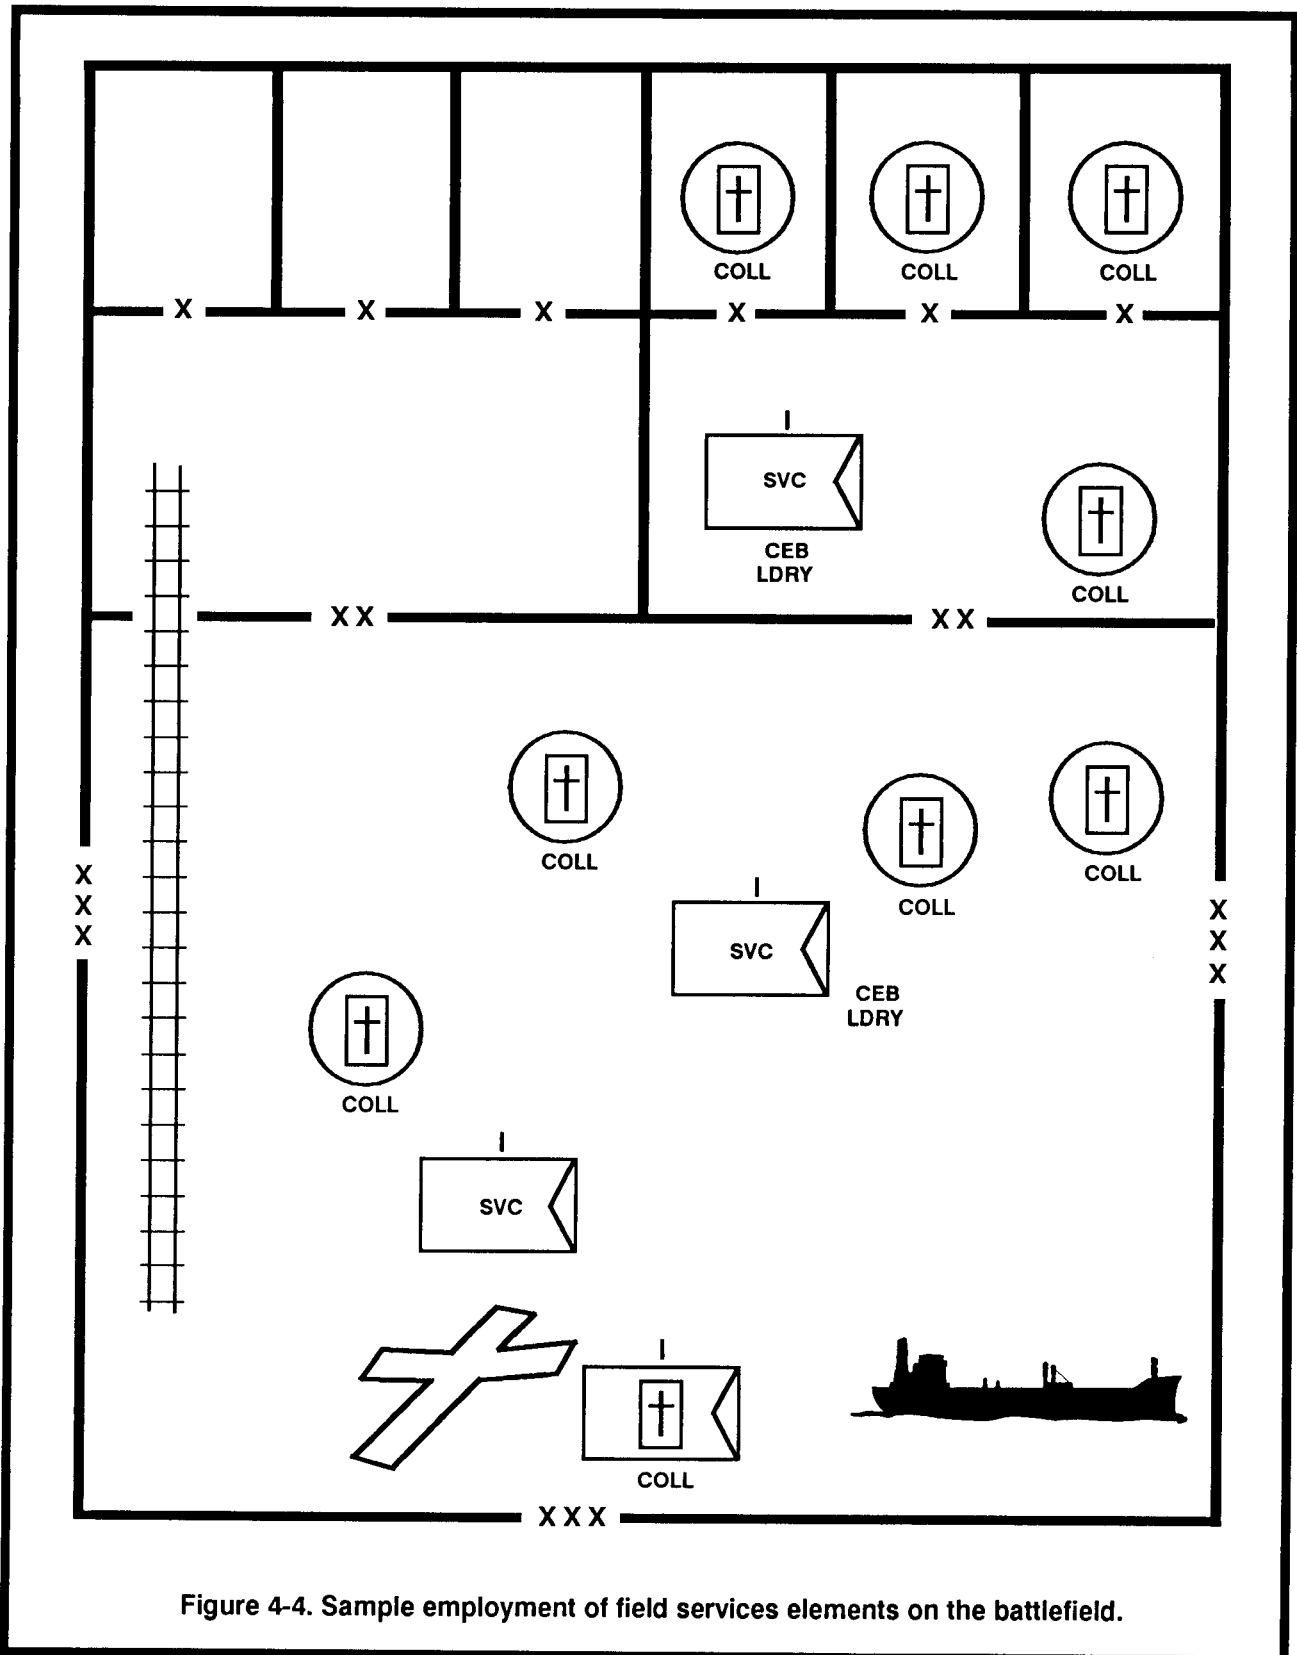 COLL COLL COLL
X X X X X X
I
SVC
CEB
LDRY
COLL
XX XX
COLL
COLL
COLL
X
X
X
X
X
X
I
SVC
CEB
LDRY
COLL
I
SVC
I
COLL
XXX
Figure 4-4. Sample employment of field services elements on the battlefield.